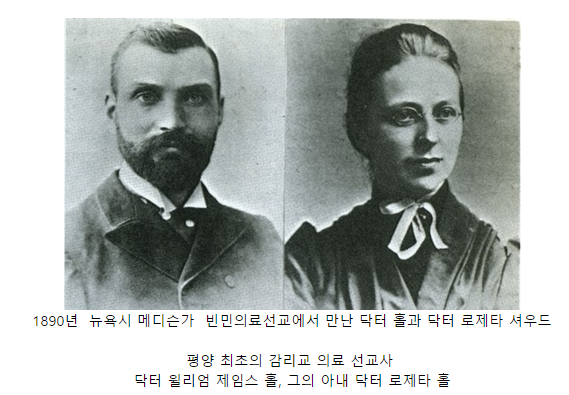 1890년 뉴욕시 메디슨가 빈민의료선교에서 만난 닥터 홀과 닥터 로제타 셔우드
평양 최초의 감리교 의료 선교사
닥터 윌리엄 제임스 홀, 그의 아내 닥터 로제타 홀